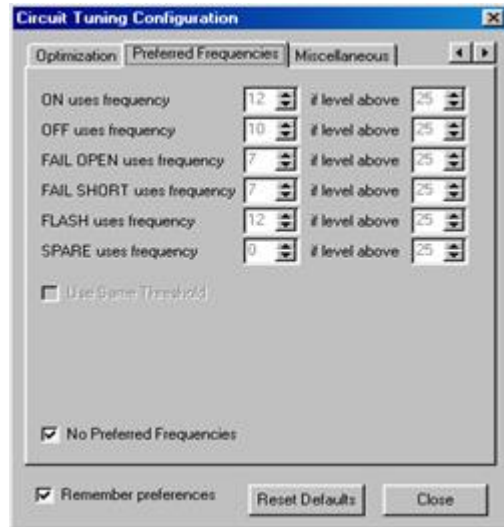 Circuit Tuning Configuration
Optimization Preferred Frequencies Miscellaneous
ON uses frequency 12 if level above 25
OFF uses frequency 10 if level above 25
FAIL OPEN uses frequency 7 if level above 25
FAIL SHORT uses frequency 7 if level above 25
FLASH uses frequency 12 if level above 25
SPARE uses frequency 0 if level above 25
Use Same Threshold
No Preferred Frequencies
Remember preferences Reset Defaults Close